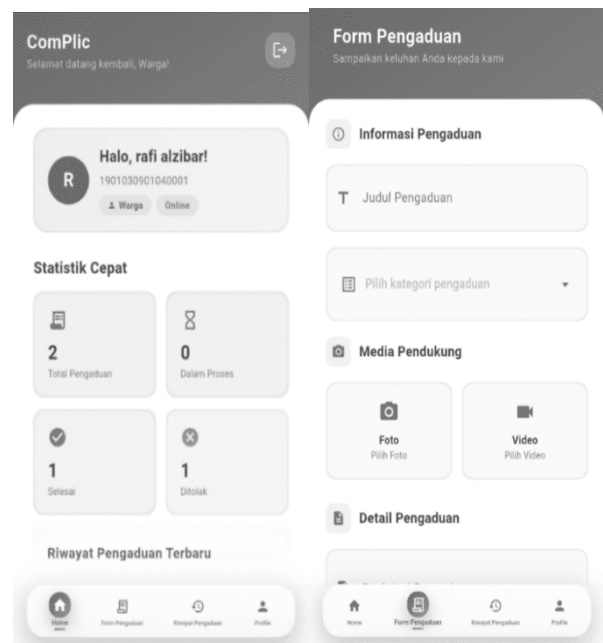 ComPlic
Selamat datang kembali, Warga!
Halo, rafi alzibar!
1901030901040001
Warga
Online
R
Statistik Cepat
2
Total Pengaduan
0
Dalam Proses
1
Selesai
1
Ditolak
Riwayat Pengaduan Terbaru
Home
Form Pengaduan
Riwayat Pengaduan
Profile
Form Pengaduan
Sampaikan keluhan Anda kepada kami
Informasi Pengaduan
Judul Pengaduan
Pilih kategori pengaduan
Media Pendukung
Foto
Pilih Foto
Video
Pilih Video
Detail Pengaduan
Home
Form Pengaduan
Riwayat Pengaduan
Profile